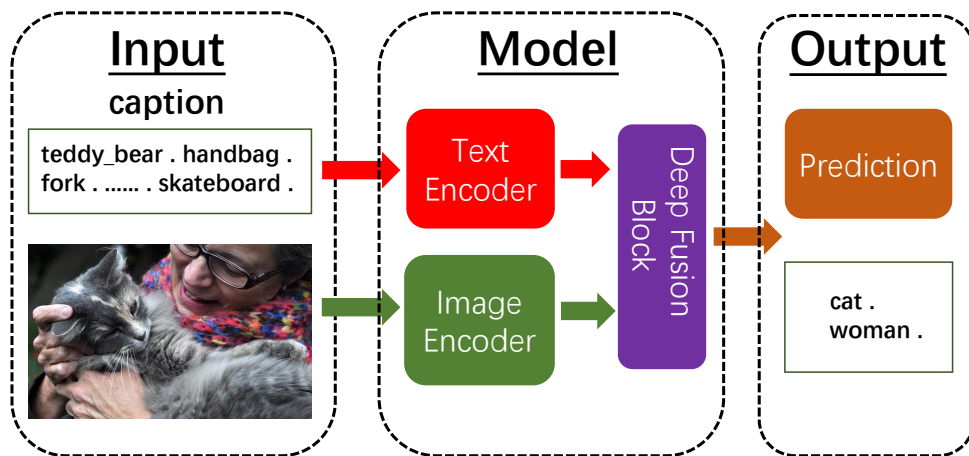 Input
caption
teddy_bear . handbag .
fork . ...... . skateboard .
Model
Text
Encoder
Image
Encoder
Deep Fusion
Block
Output
Prediction
cat .
woman .